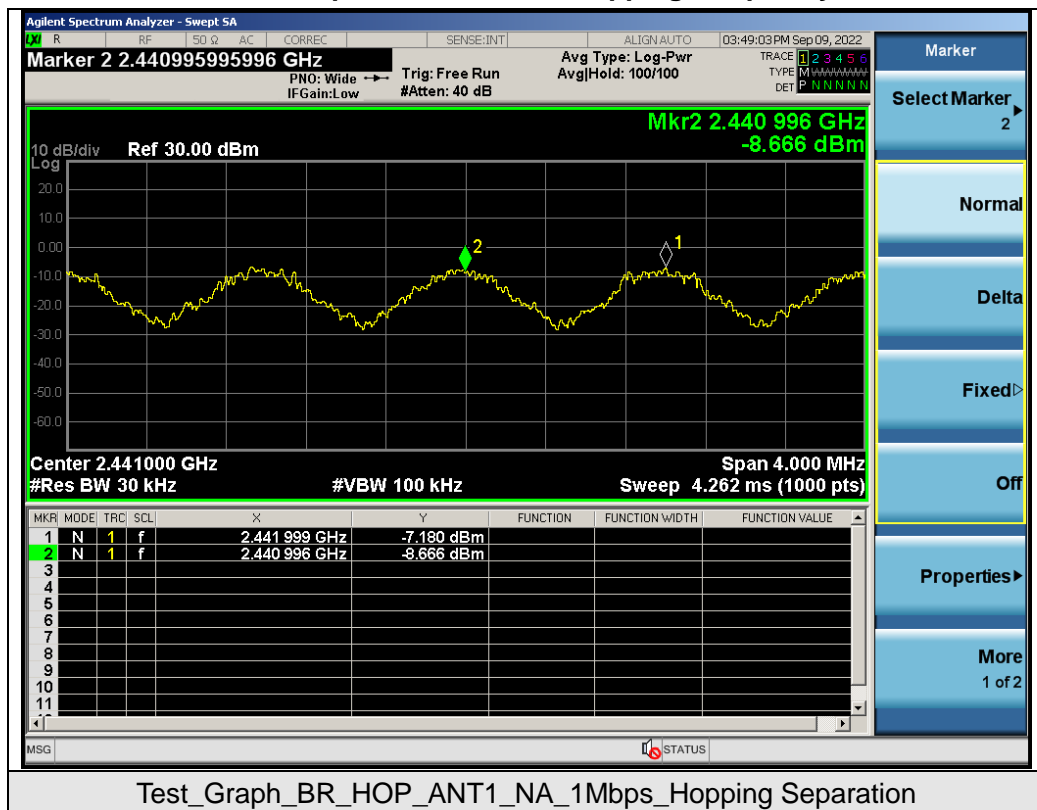 Agilent Spectrum Analyzer - Swept SA
LXI R RF 50 Ω AC CORREC SENSE:INT ALIGN AUTO 03:49:03 PM Sep 09, 2022
Marker 2 2.440995995996 GHz
PNO: Wide
IFGain:Low
Trig: Free Run
#Atten: 40 dB
Avg Type: Log-Pwr
Avg|Hold: 100/100
TRACE 1 2 3 4 5 6
TYPE M WWWWW
DET P N N N N N
Marker
Select Marker
2
Normal
Delta
Fixed
Off
Properties
More
1 of 2
Mkr2 2.440 996 GHz
-8.666 dBm
10 dB/div Ref 30.00 dBm
Log
20.0
10.0
0.00
-10.0
-20.0
-30.0
-40.0
-50.0
-60.0
2
1
Center 2.441000 GHz Span 4.000 MHz
#Res BW 30 kHz #VBW 100 kHz Sweep 4.262 ms (1000 pts)
MKR MODE TRC SCL X Y FUNCTION FUNCTION WIDTH FUNCTION VALUE
1 N 1 f 2.441 999 GHz -7.180 dBm
2 N 1 f 2.440 996 GHz -8.666 dBm
3
4
5
6
7
8
9
10
11
MSG STATUS
Test_Graph_BR_HOP_ANT1_NA_1Mbps_Hopping Separation